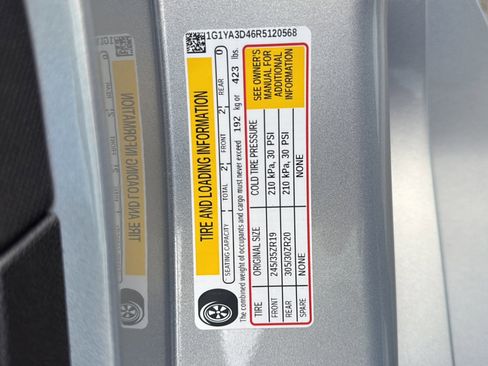 1G1YA3D46R5120568
TIRE AND LOADING INFORMATION
SEATING CAPACITY TOTAL 2 FRONT 2 REAR 0
The combined weight of occupants and cargo must never exceed 192 kg or 423 lbs.
TIRE ORIGINAL SIZE COLD TIRE PRESSURE
FRONT 245/35ZR19 210 kPa, 30 PSI
REAR 305/30ZR20 210 kPa, 30 PSI
SPARE NONE NONE
SEE OWNER'S
MANUAL FOR
ADDITIONAL
INFORMATION